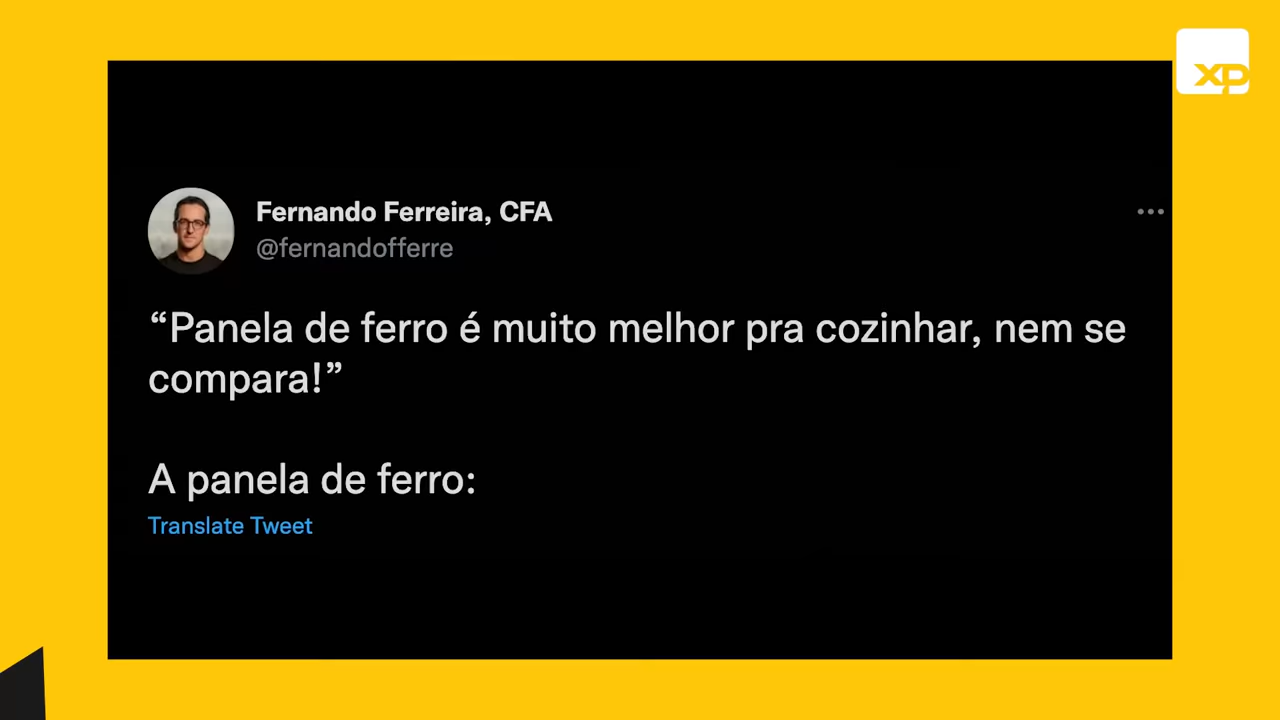 XP
Fernando Ferreira, CFA
@fernandofferre
“Panela de ferro é muito melhor pra cozinhar, nem se
compara!”
A panela de ferro:
Translate Tweet